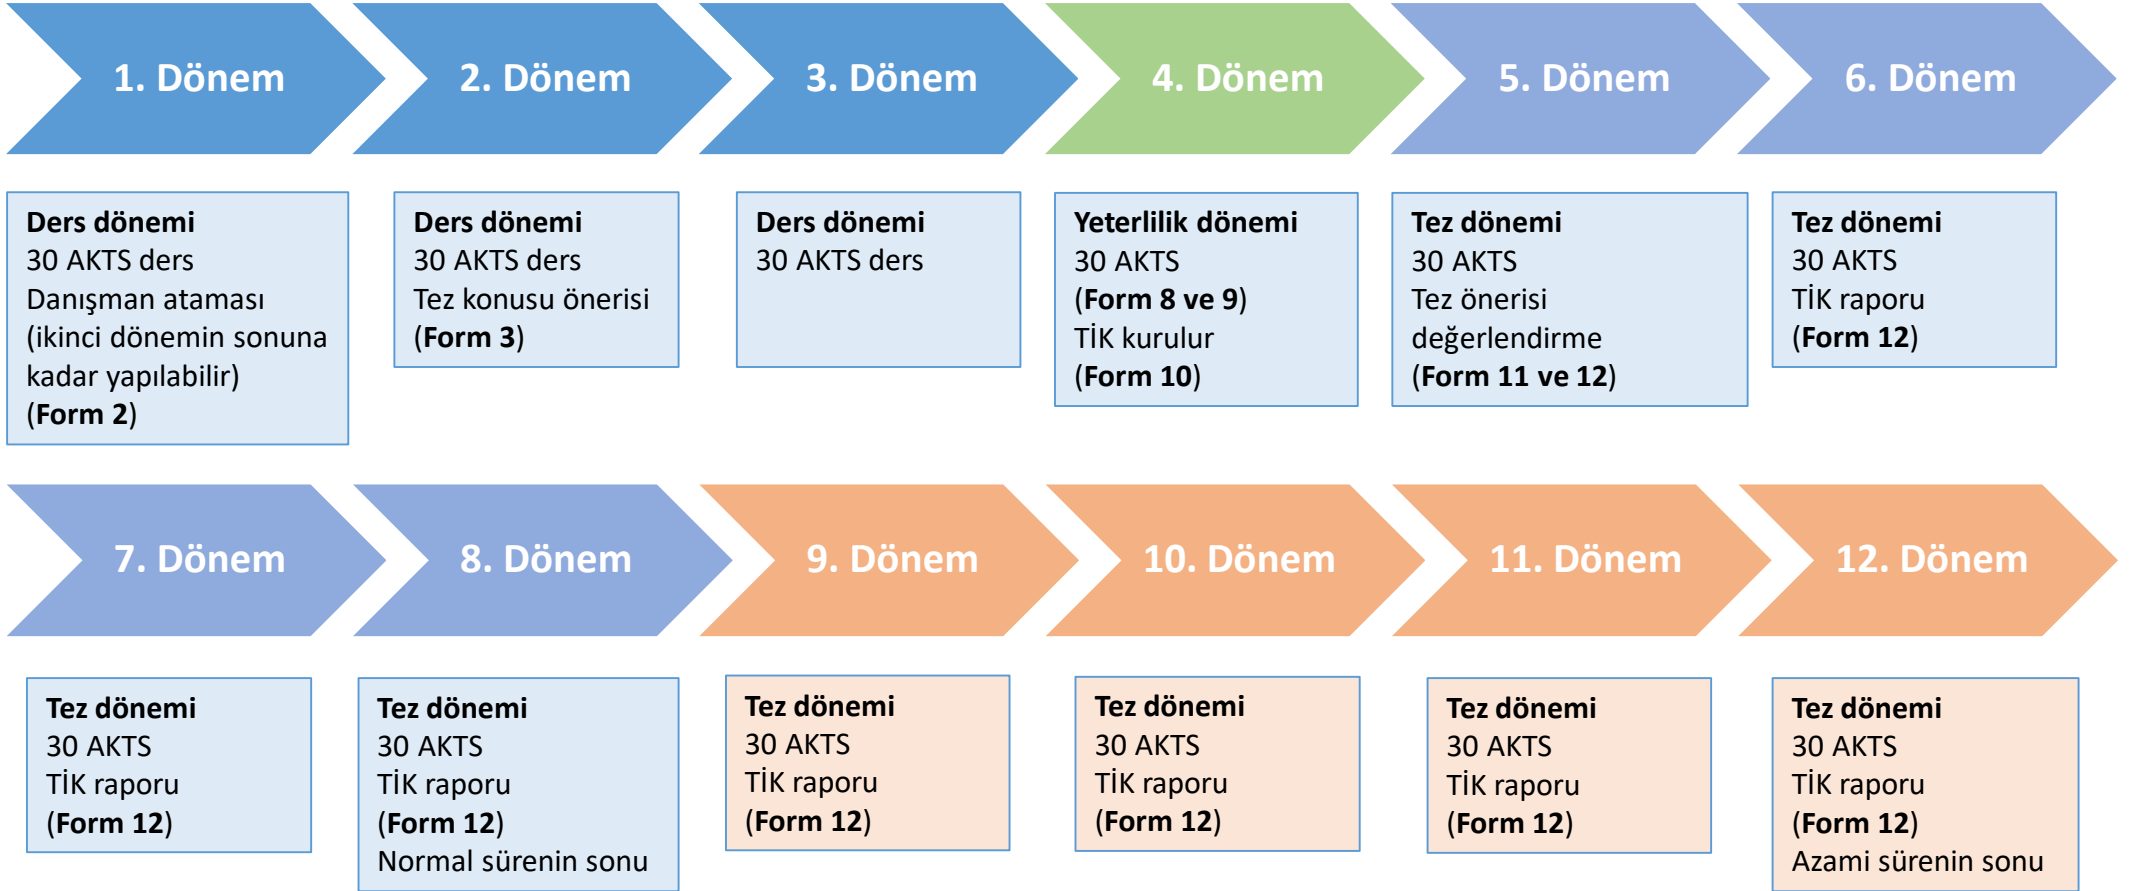 1. Dönem
2. Dönem
3. Dönem
4. Dönem
5. Dönem
6. Dönem
Ders dönemi
30 AKTS ders
Danışman ataması
(ikinci dönemin sonuna
kadar yapılabilir)
(Form 2)
Ders dönemi
30 AKTS ders
Tez konusu önerisi
(Form 3)
Ders dönemi
30 AKTS ders
Yeterlilik dönemi
30 AKTS
(Form 8 ve 9)
TİK kurulur
(Form 10)
Tez dönemi
30 AKTS
Tez önerisi
değerlendirme
(Form 11 ve 12)
Tez dönemi
30 AKTS
TİK raporu
(Form 12)
7. Dönem
8. Dönem
9. Dönem
10. Dönem
11. Dönem
12. Dönem
Tez dönemi
30 AKTS
TİK raporu
(Form 12)
Tez dönemi
30 AKTS
TİK raporu
(Form 12)
Normal sürenin sonu
Tez dönemi
30 AKTS
TİK raporu
(Form 12)
Tez dönemi
30 AKTS
TİK raporu
(Form 12)
Tez dönemi
30 AKTS
TİK raporu
(Form 12)
Tez dönemi
30 AKTS
TİK raporu
(Form 12)
Azami sürenin sonu